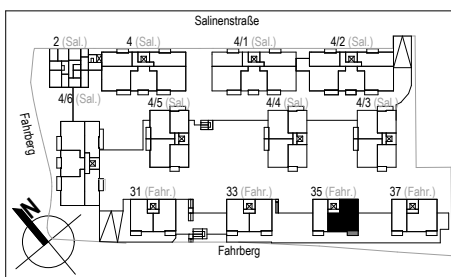 Salinenstraße
2 (Sal.) 4 (Sal.) 4/1 (Sal.) 4/2 (Sal.)
4/6 (Sal.) 4/5 (Sal.) 4/4 (Sal.) 4/3 (Sal.)
Fahrberg
31 (Fahr.) 33 (Fahr.) 35 (Fahr.) 37 (Fahr.)
N
Fahrberg